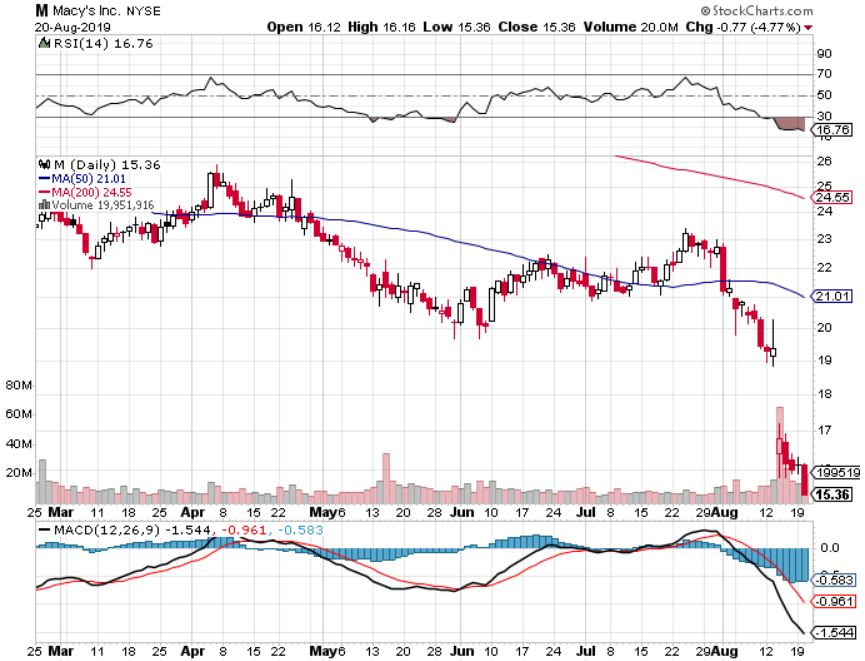 M Macy's Inc. NYSE © StockCharts.com
20-Aug-2019 Open 16.12 High 16.16 Low 15.36 Close 15.36 Volume 20.0M Chg -0.77 (-4.77%)
RSI(14) 16.76
90
70
50
30
16.76
10
M (Daily) 15.36
MA(50) 21.01
MA(200) 24.55
Volume 19,951,916
26
25
24.55
24
23
22
21.01
20
19
18
17
80M
60M
40M
20M
199519
15.36
25 Mar 11 18 25 Apr 8 15 22 May 6 13 20 28 Jun 10 17 24 Jul 8 15 22 29 Aug 12 19
MACD(12,26,9) -1.544, -0.961, -0.583
0.0
-0.583
-0.961
-1.544
25 Mar 11 18 25 Apr 8 15 22 May 6 13 20 28 Jun 10 17 24 Jul 8 15 22 29 Aug 12 19